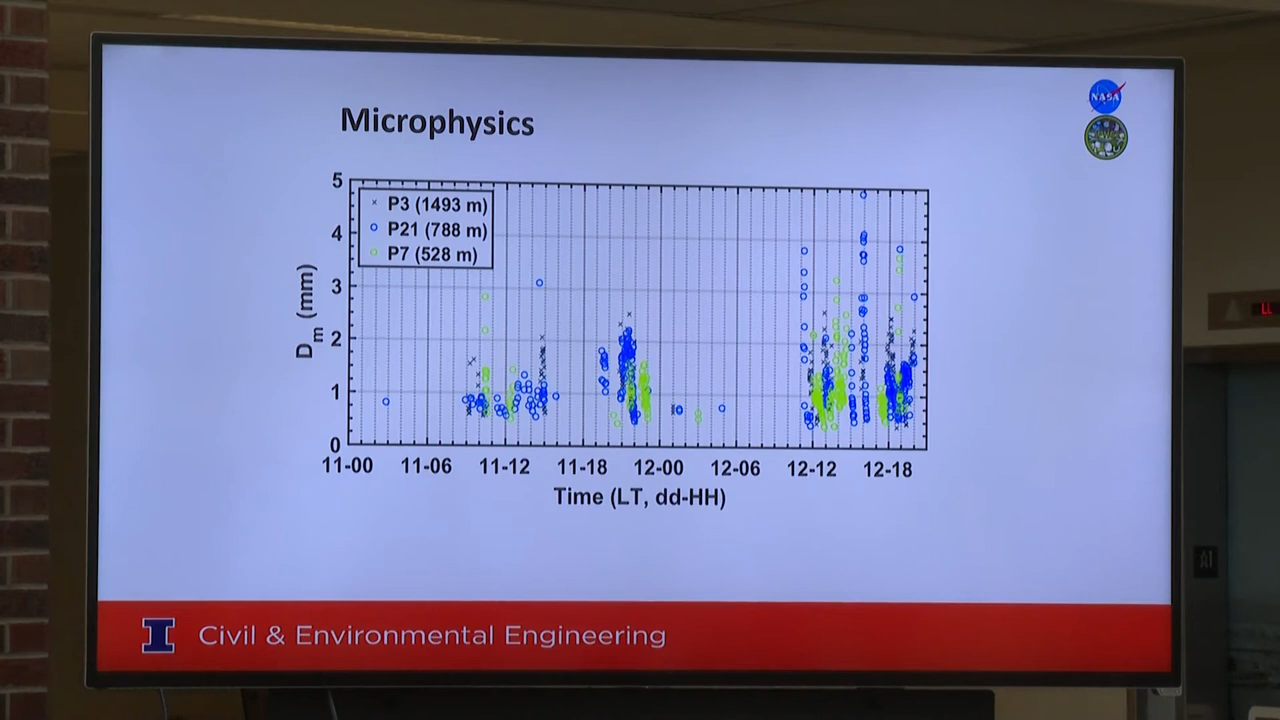 NASA
Microphysics
5
4
3
2
1
0
P3 (1493 m)
P21 (788 m)
P7 (528 m)
Dm (mm)
11-00 11-06 11-12 11-18 12-00 12-06 12-12 12-18
Time (LT, dd-HH)
I Civil & Environmental Engineering